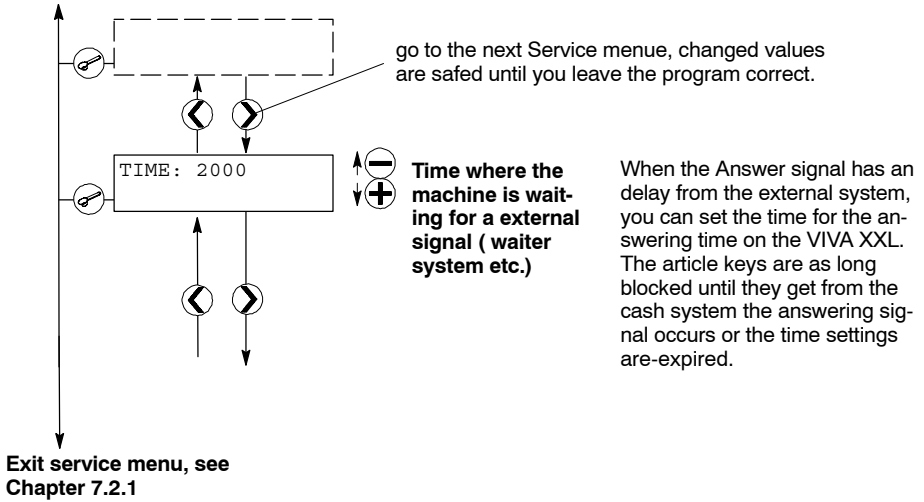 go to the next Service menue, changed values
are safed until you leave the program correct.
TIME: 2000
Time where the
machine is wait-
ing for a external
signal ( waiter
system etc.)
When the Answer signal has an
delay from the external system,
you can set the time for the an-
swering time on the VIVA XXL.
The article keys are as long
blocked until they get from the
cash system the answering sig-
nal occurs or the time settings
are-expired.
Exit service menu, see
Chapter 7.2.1